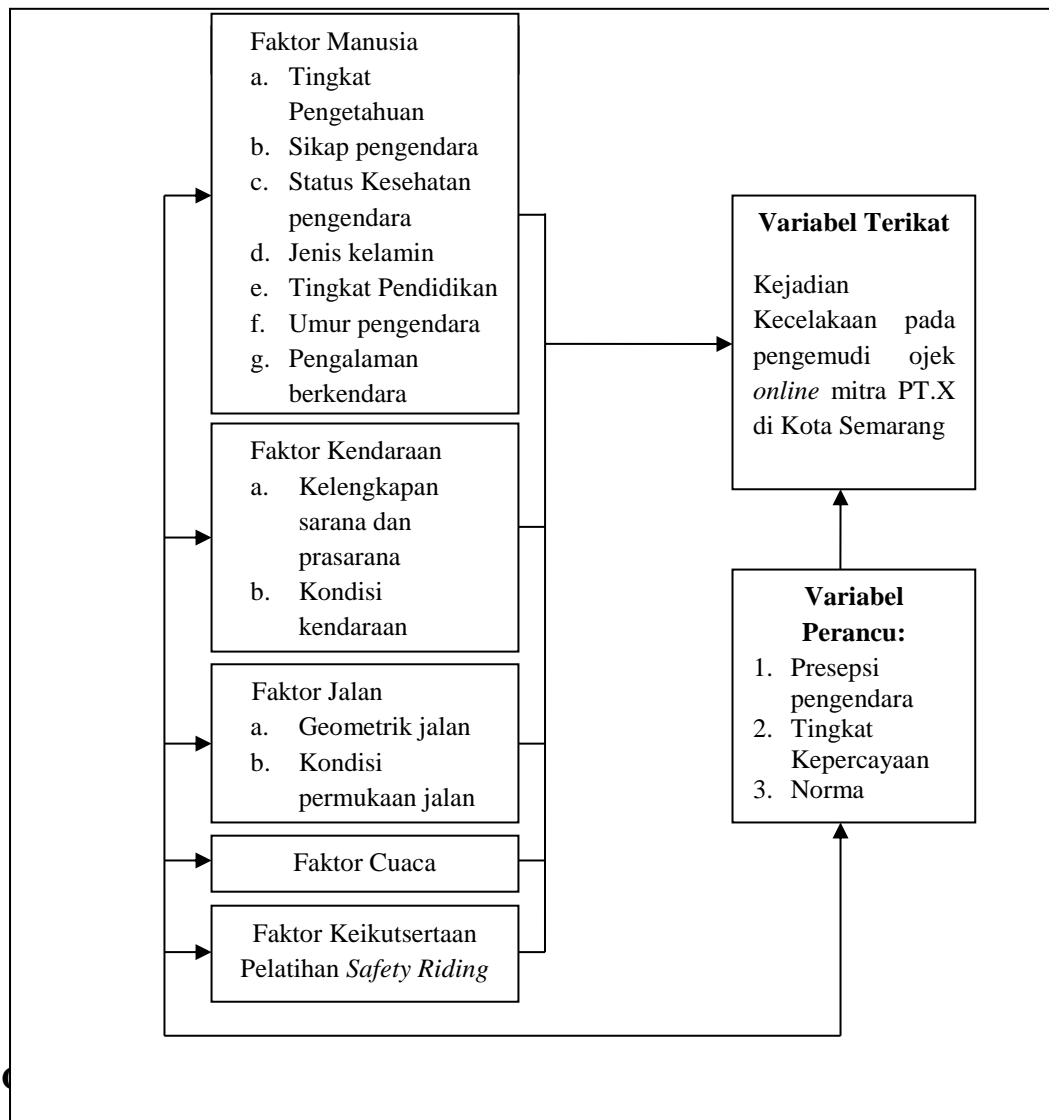 Faktor Manusia
a. Tingkat
Pengetahuan
b. Sikap pengendara
c. Status Kesehatan
pengendara
d. Jenis kelamin
e. Tingkat Pendidikan
f. Umur pengendara
g. Pengalaman
berkendara
Faktor Kendaraan
a. Kelengkapan
sarana dan
prasarana
b. Kondisi
kendaraan
Faktor Jalan
a. Geometrik jalan
b. Kondisi
permukaan jalan
Faktor Cuaca
Faktor Keikutsertaan
Pelatihan Safety Riding
Variabel Terikat
Kejadian
Kecelakaan pada
pengemudi ojek
online mitra PT.X
di Kota Semarang
Variabel
Perancu:
1. Presepsi
pengendara
2. Tingkat
Kepercayaan
3. Norma